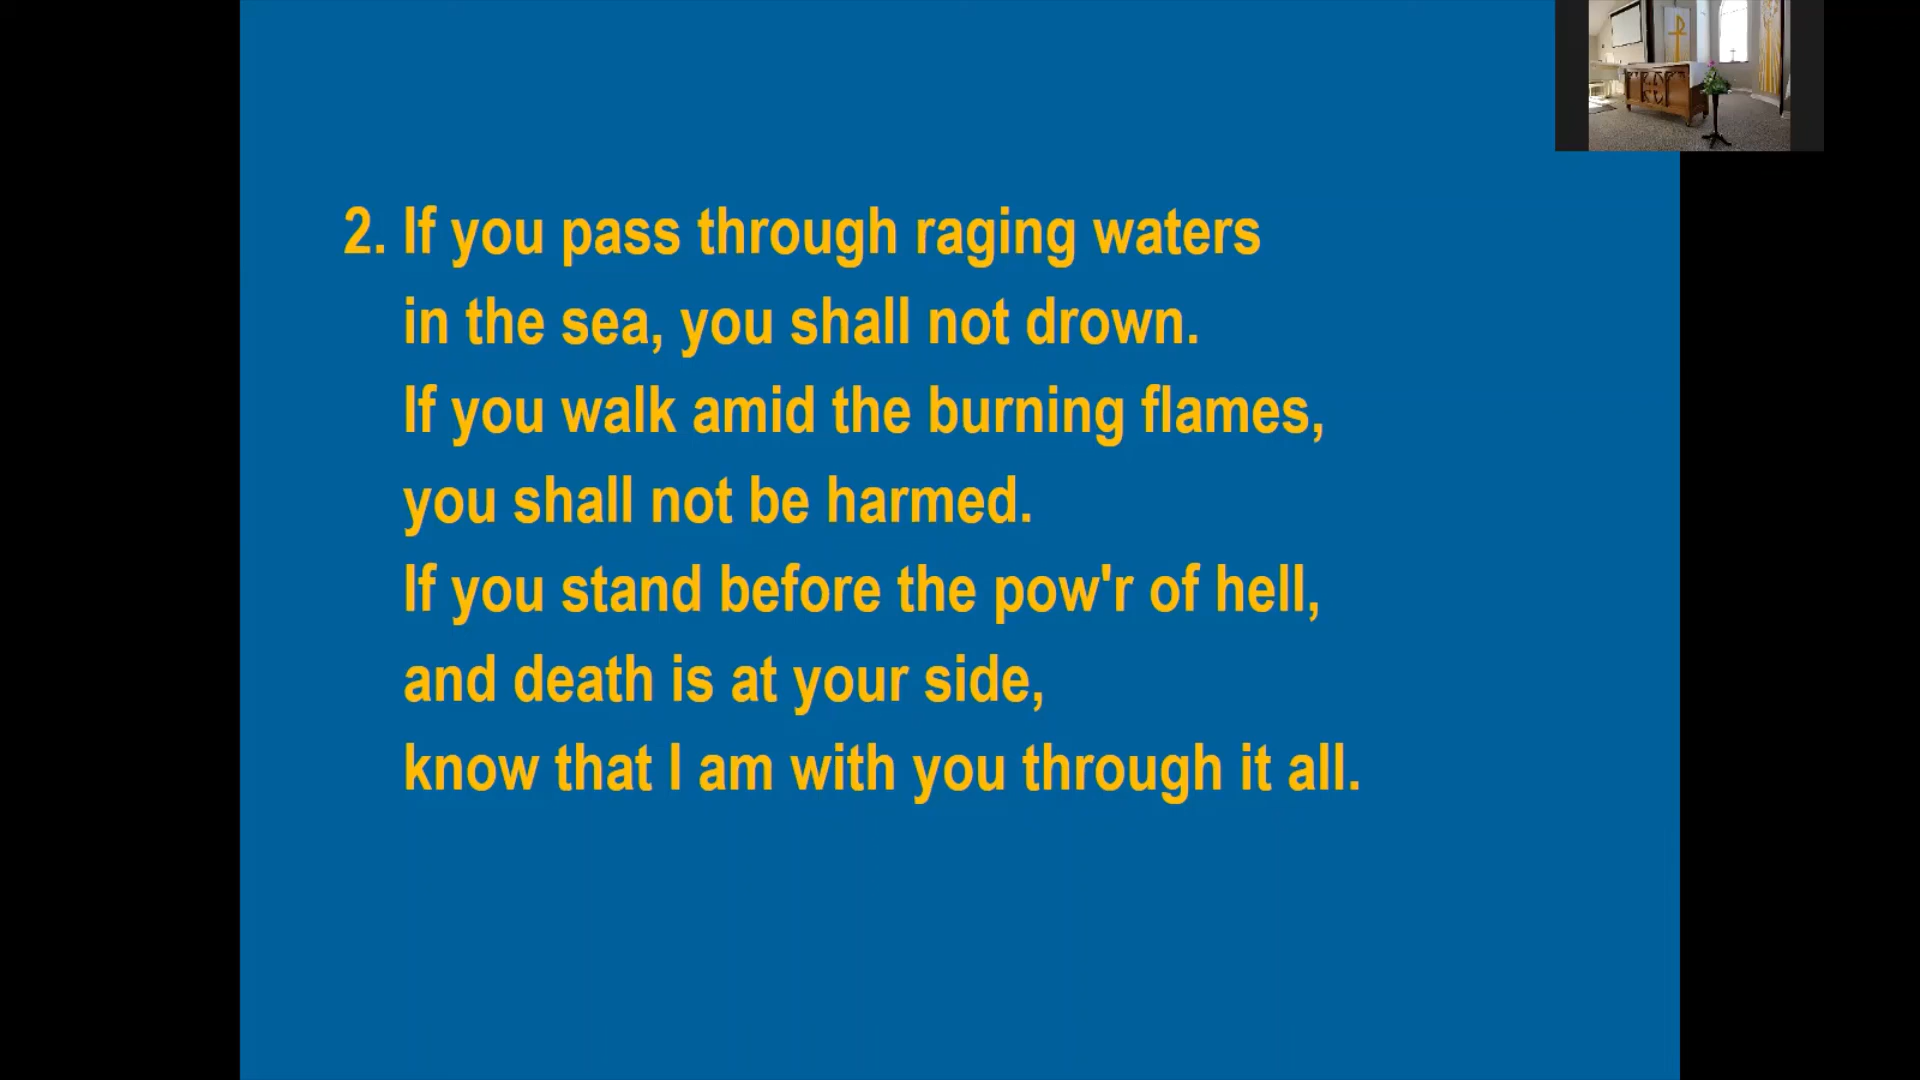 2. If you pass through raging waters
in the sea, you shall not drown.
If you walk amid the burning flames,
you shall not be harmed.
If you stand before the pow'r of hell,
and death is at your side,
know that I am with you through it all.